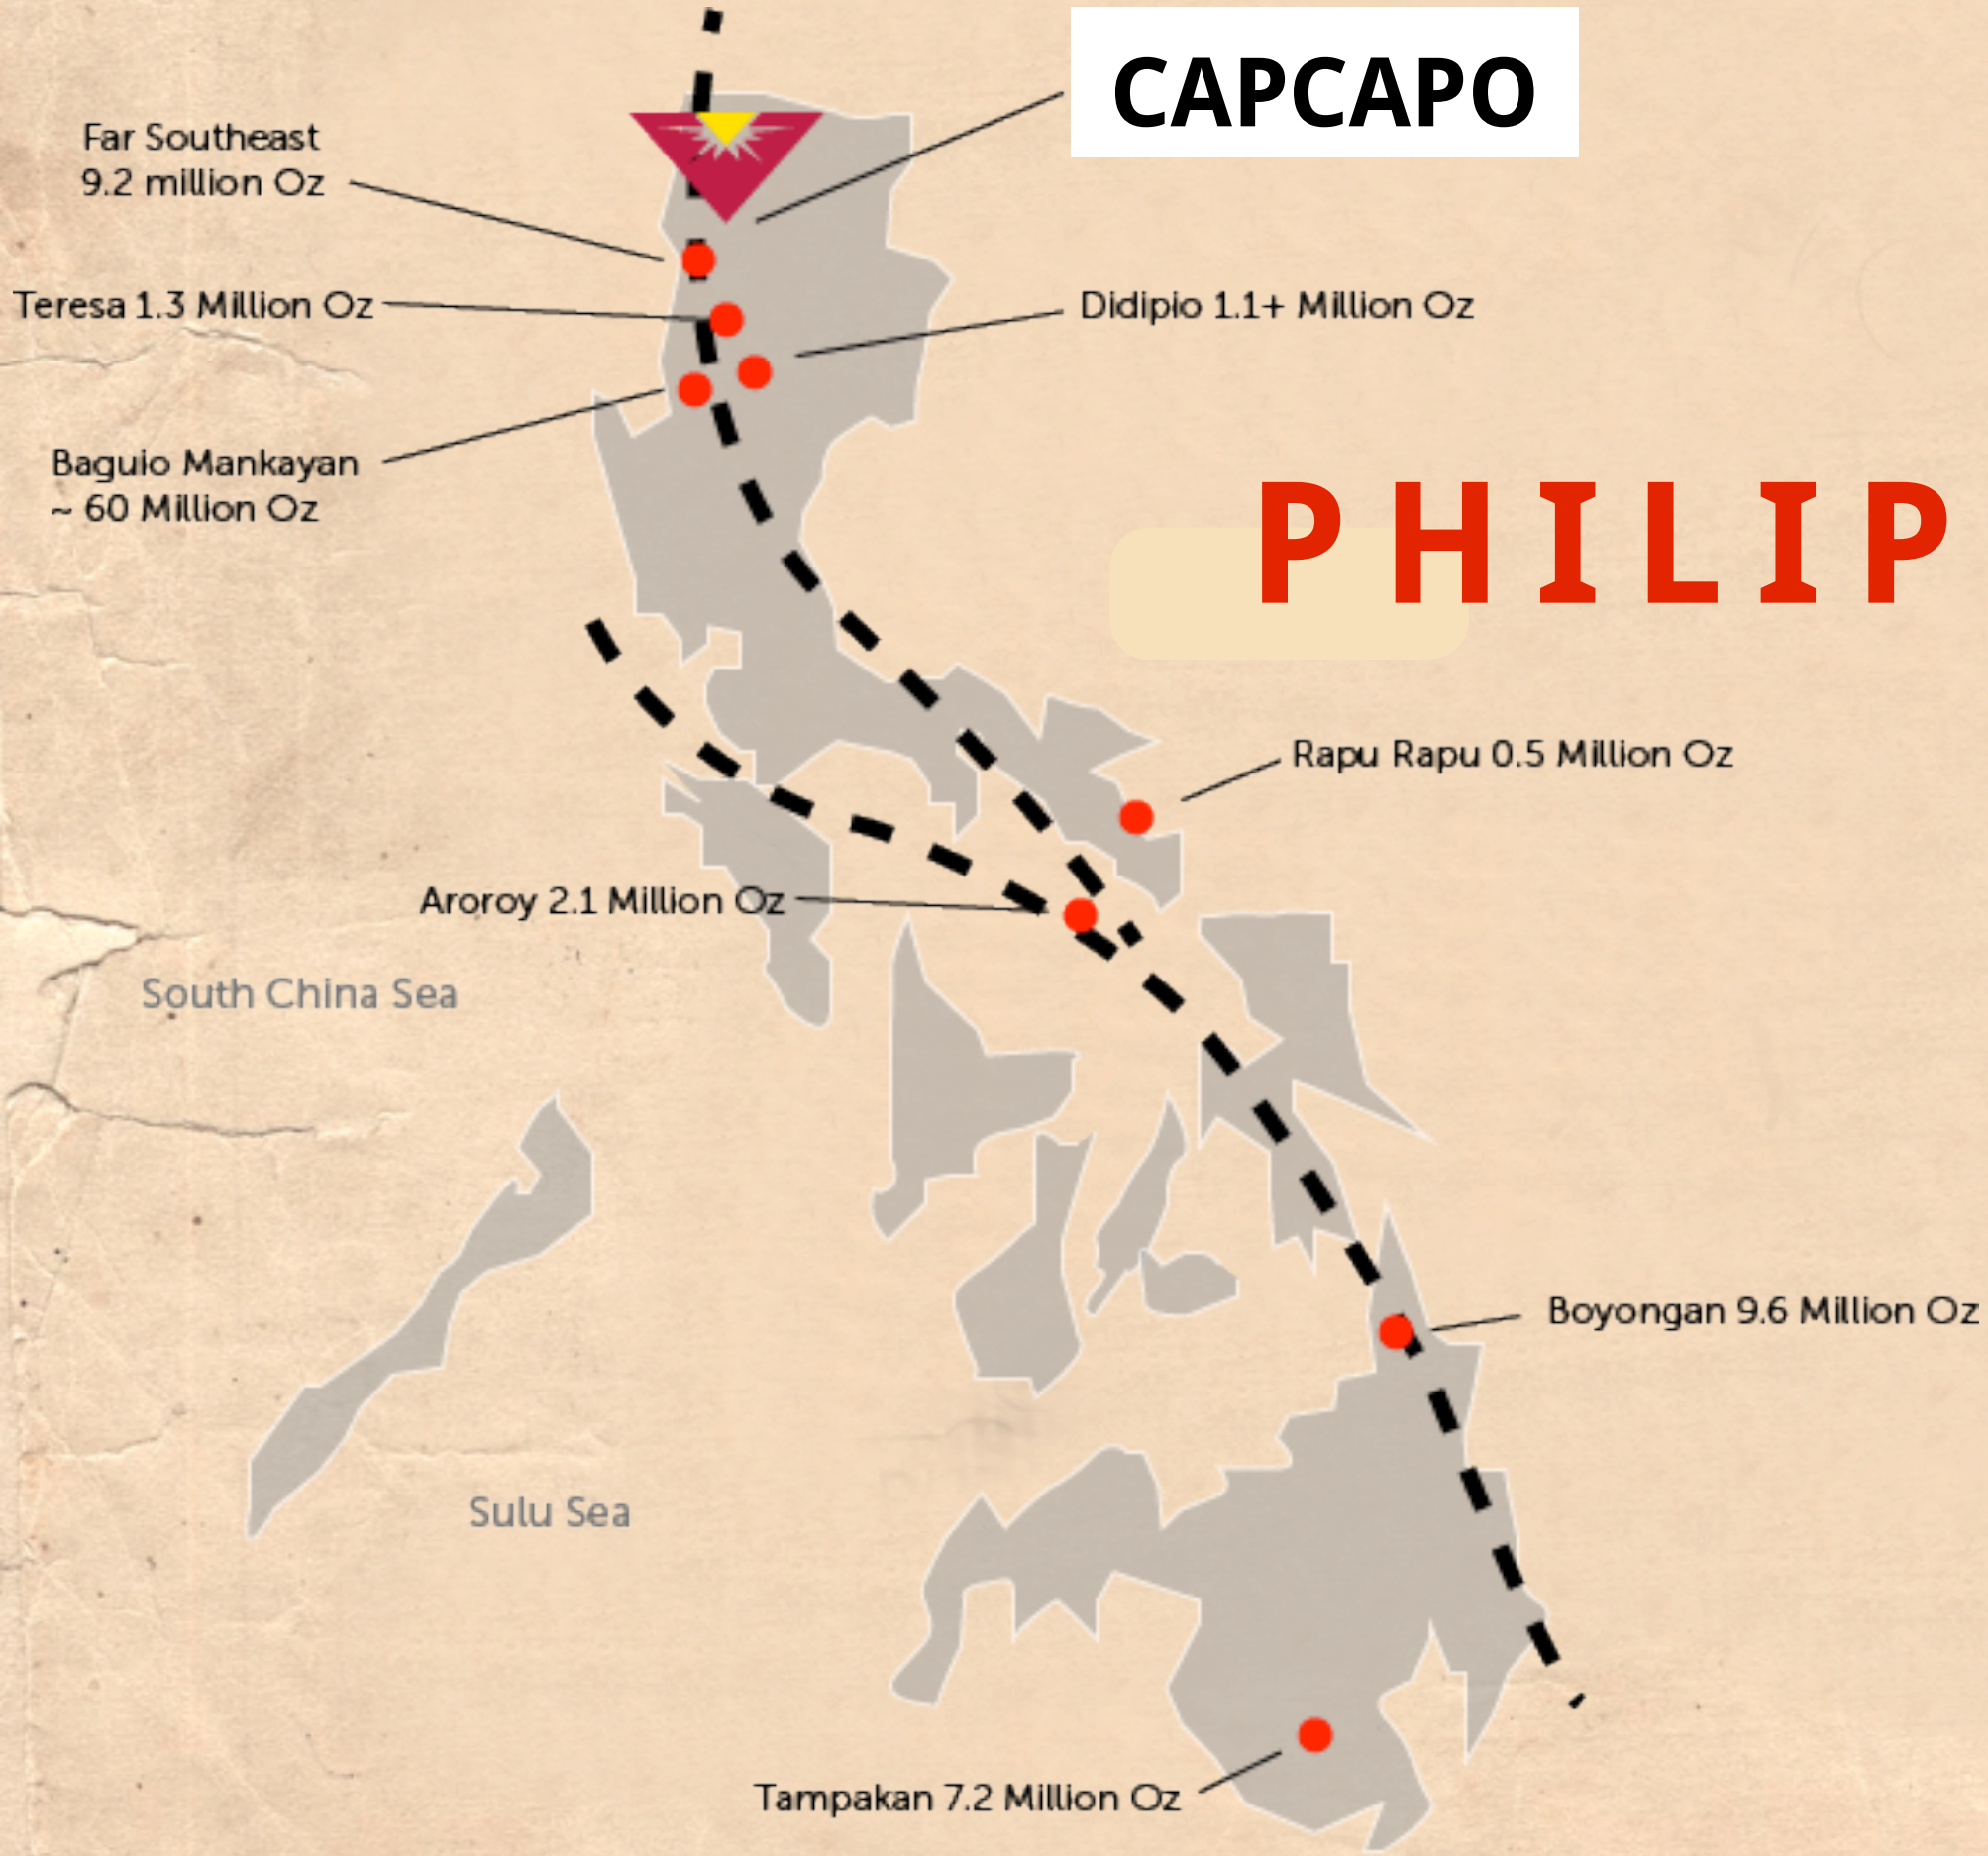 CAPCAPO
Far Southeast
9.2 million Oz
Teresa 1.3 Million Oz
Didipio 1.1+ Million Oz
Baguio Mankayan
~ 60 Million Oz
PHILIP
Rapu Rapu 0.5 Million Oz
Aroroy 2.1 Million Oz
South China Sea
Boyongan 9.6 Million Oz
Sulu Sea
Tampakan 7.2 Million Oz